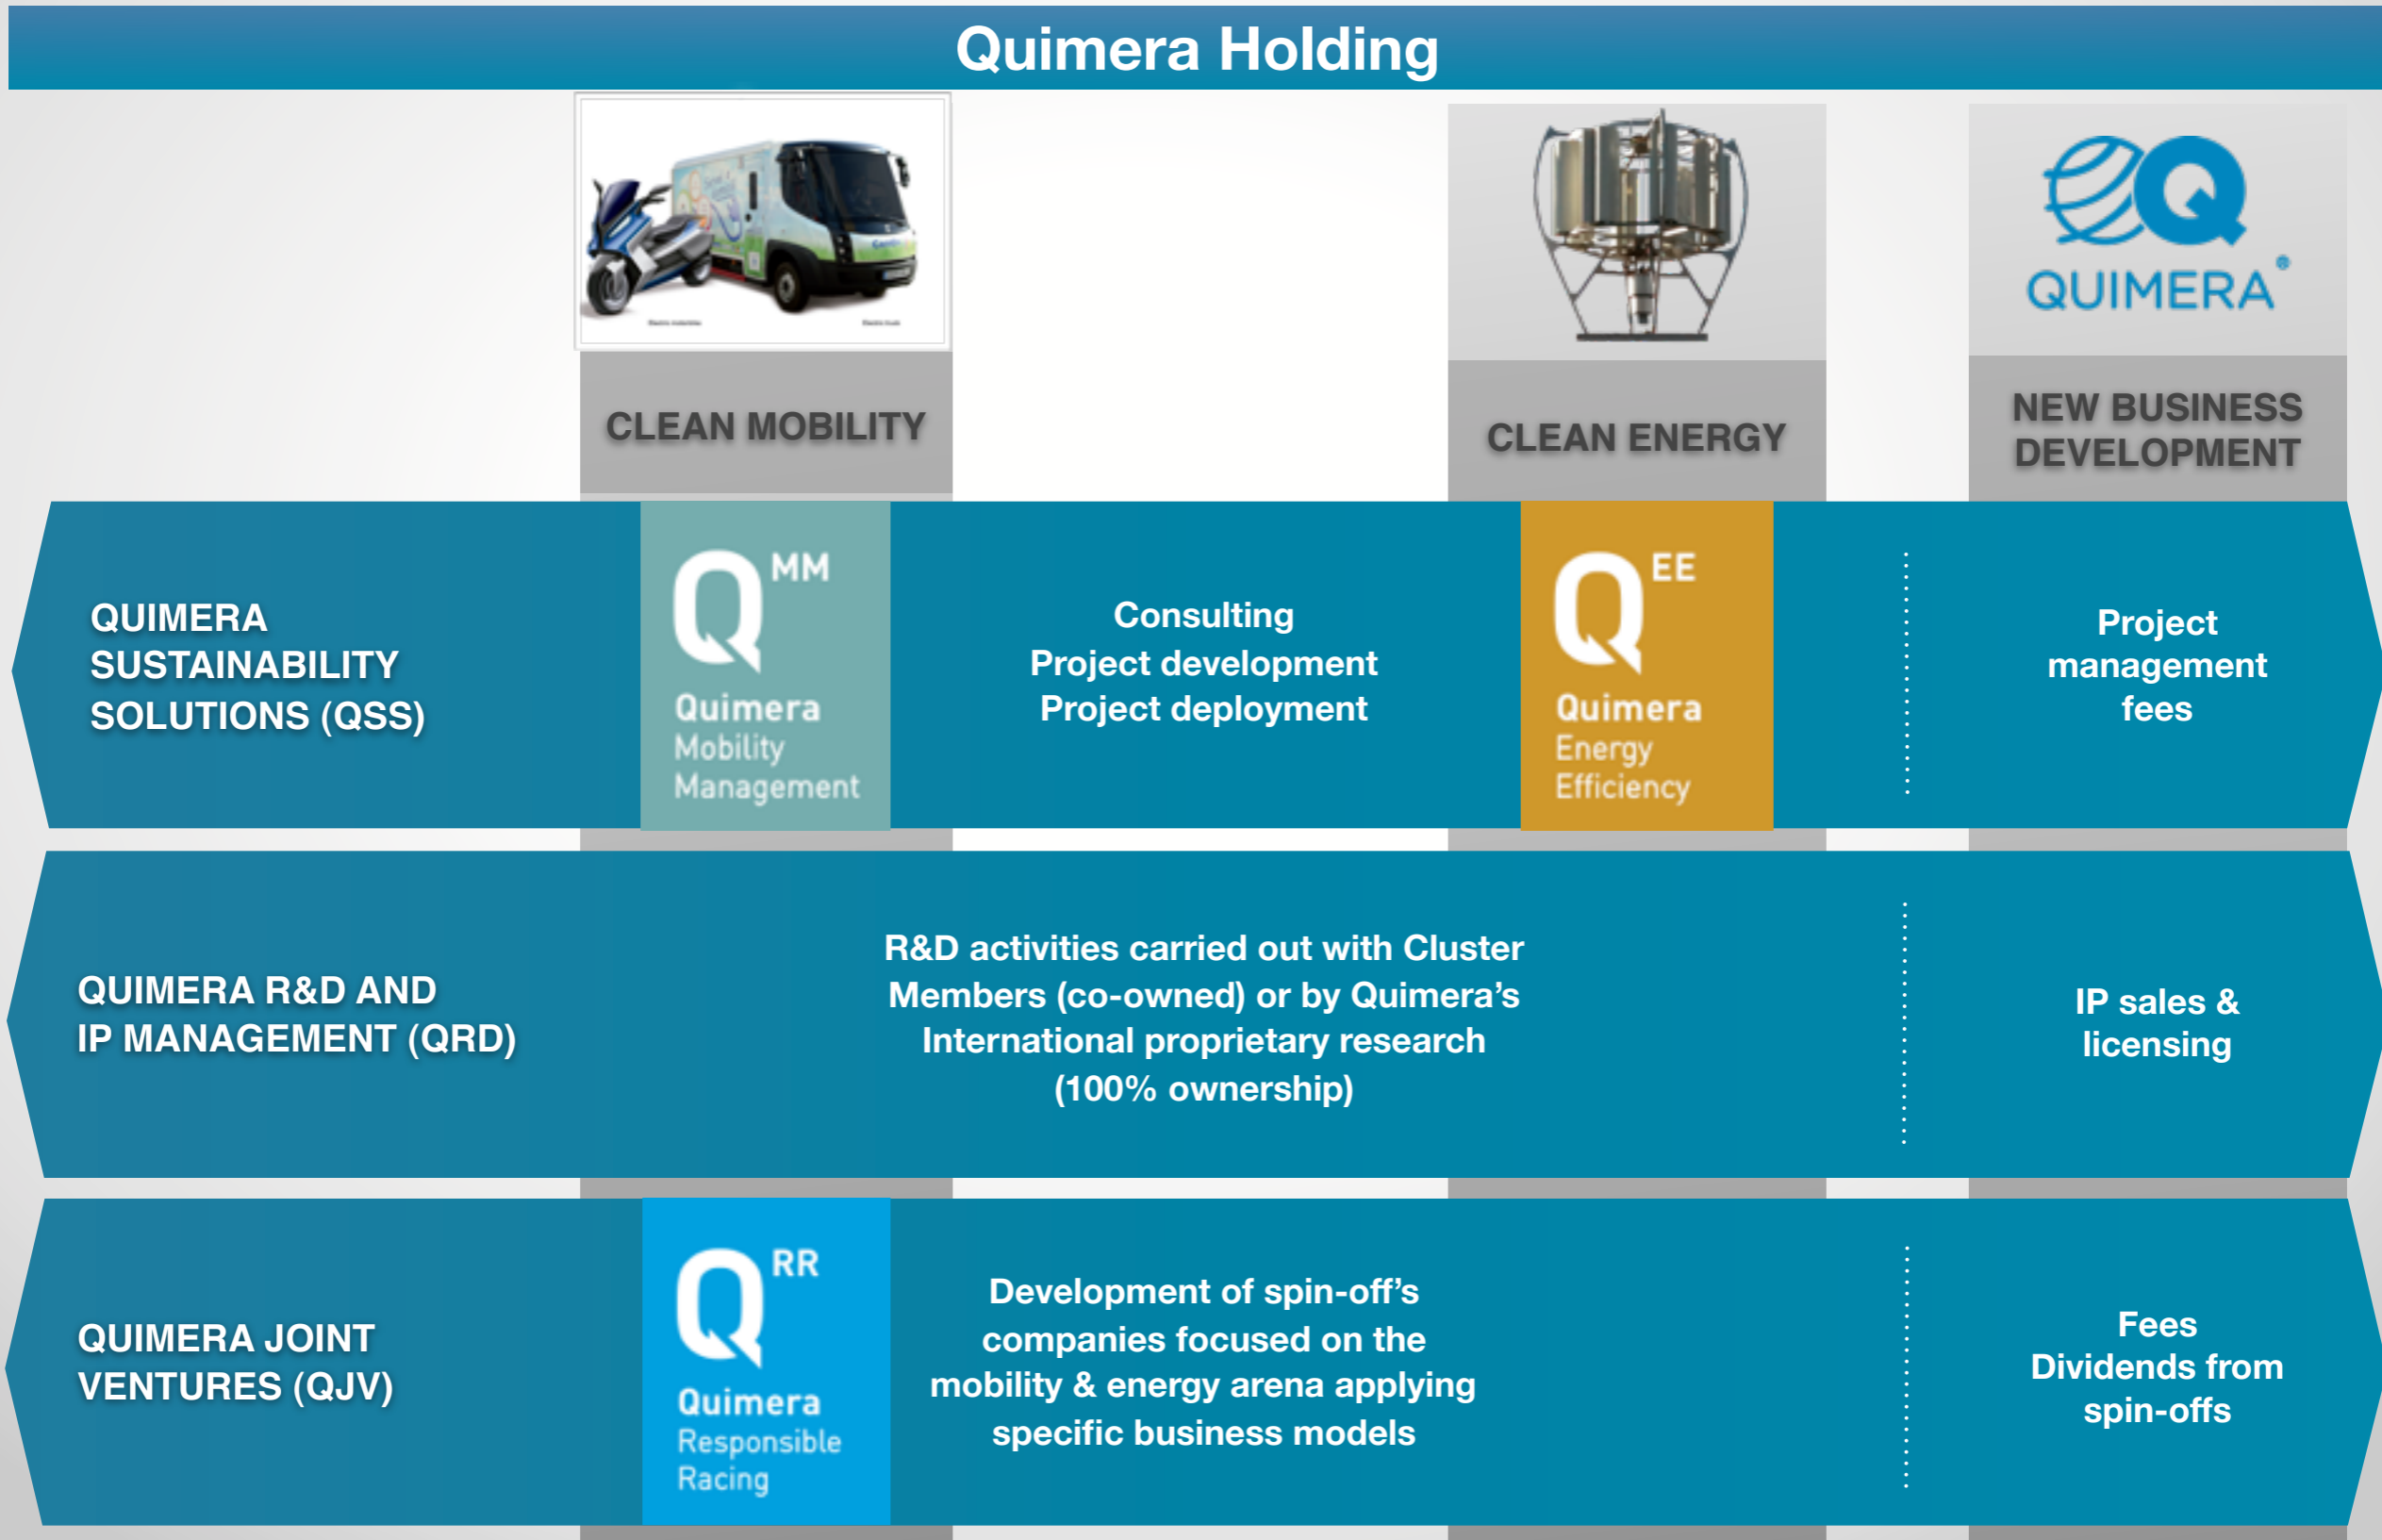 Quimera Holding
QUIMERA®
CLEAN MOBILITY
CLEAN ENERGY
NEW BUSINESS
DEVELOPMENT
QUIMERA
SUSTAINABILITY
SOLUTIONS (QSS)
Q MM
Quimera
Mobility
Management
Consulting
Project development
Project deployment
Q EE
Quimera
Energy
Efficiency
Project
management
fees
QUIMERA R&D AND
IP MANAGEMENT (QRD)
R&D activities carried out with Cluster
Members (co-owned) or by Quimera's
International proprietary research
(100% ownership)
IP sales &
licensing
QUIMERA JOINT
VENTURES (QJV)
Q RR
Quimera
Responsible
Racing
Development of spin-off's
companies focused on the
mobility & energy arena applying
specific business models
Fees
Dividends from
spin-offs